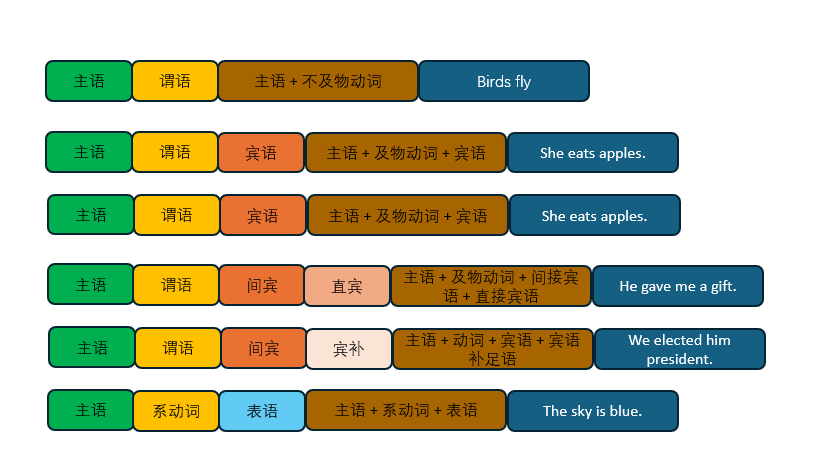 主语 谓语 主语 + 不及物动词 Birds fly
主语 谓语 宾语 主语 + 及物动词 + 宾语 She eats apples.
主语 谓语 宾语 主语 + 及物动词 + 宾语 She eats apples.
主语 谓语 间宾 直宾 主语 + 及物动词 + 间接宾
语 + 直接宾语 He gave me a gift.
主语 谓语 间宾 宾补 主语 + 动词 + 宾语 + 宾语
补足语 We elected him
president.
主语 系动词 表语 主语 + 系动词 + 表语 The sky is blue.